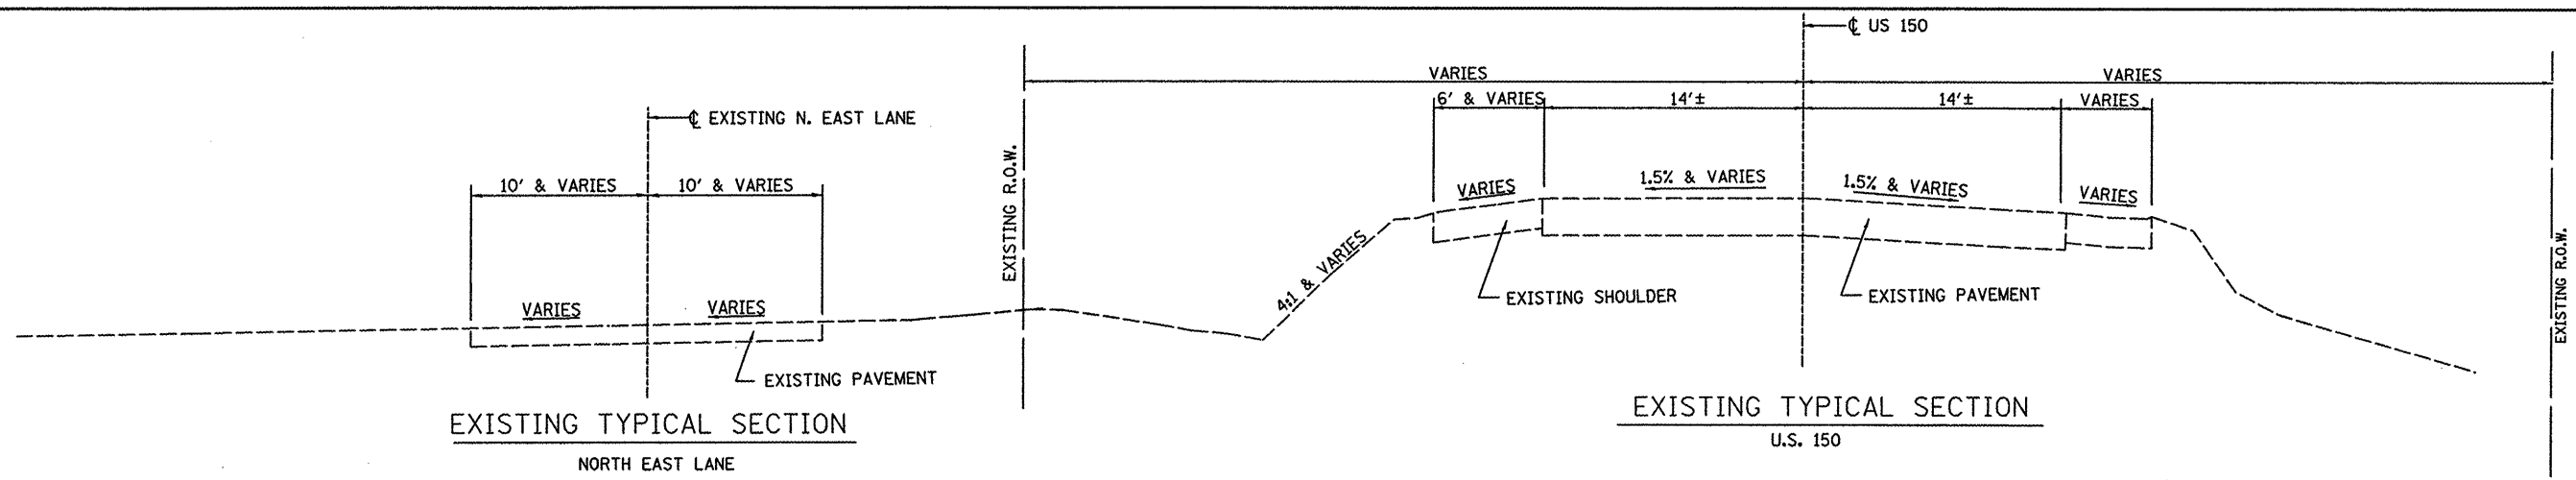 ℄ US 150
VARIES
VARIES
6' & VARIES
14'±
14'±
VARIES
℄ EXISTING N. EAST LANE
EXISTING R.O.W.
10' & VARIES
10' & VARIES
VARIES
1.5% & VARIES
1.5% & VARIES
VARIES
4:1 & VARIES
EXISTING R.O.W.
VARIES
VARIES
EXISTING SHOULDER
EXISTING PAVEMENT
EXISTING PAVEMENT
EXISTING TYPICAL SECTION
NORTH EAST LANE
EXISTING TYPICAL SECTION
U.S. 150